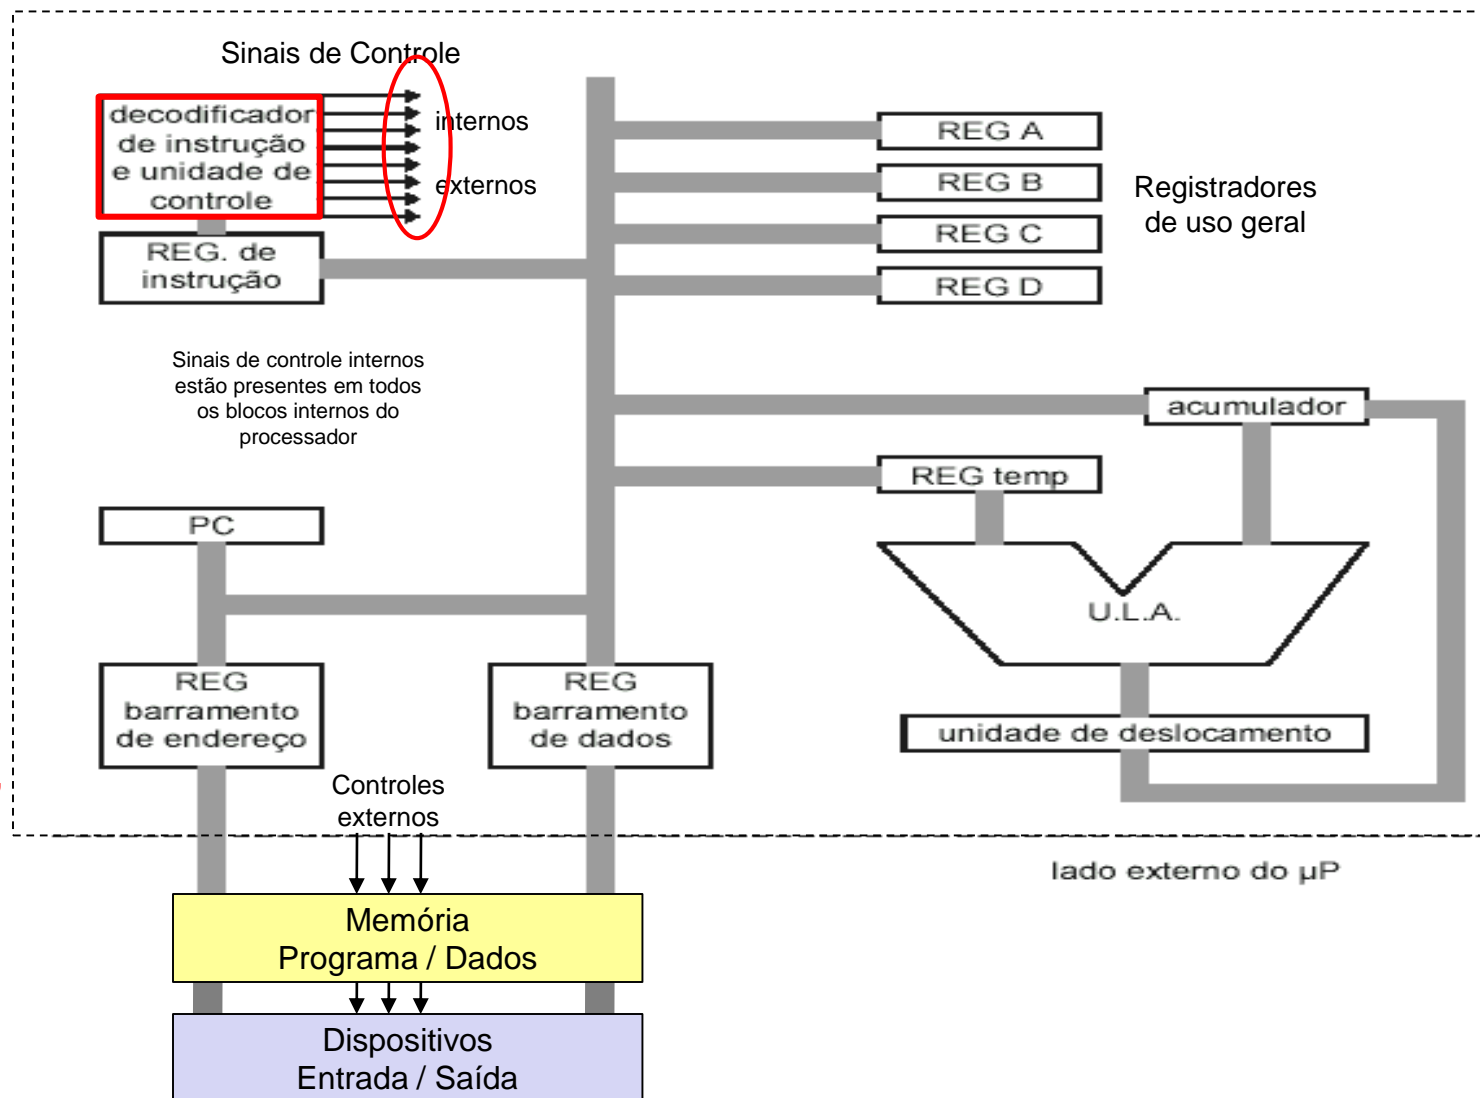 Sinais de Controle
decodificador
de instrução
e unidade de
controle
internos
externos
REG. de
instrução
REG A
REG B
REG C
REG D
Registradores
de uso geral
Sinais de controle internos
estão presentes em todos
os blocos internos do
processador
acumulador
REG temp
PC
U.L.A.
REG
barramento
de endereço
REG
barramento
de dados
unidade de deslocamento
Controles
externos
lado externo do µP
Memória
Programa / Dados
Dispositivos
Entrada / Saída